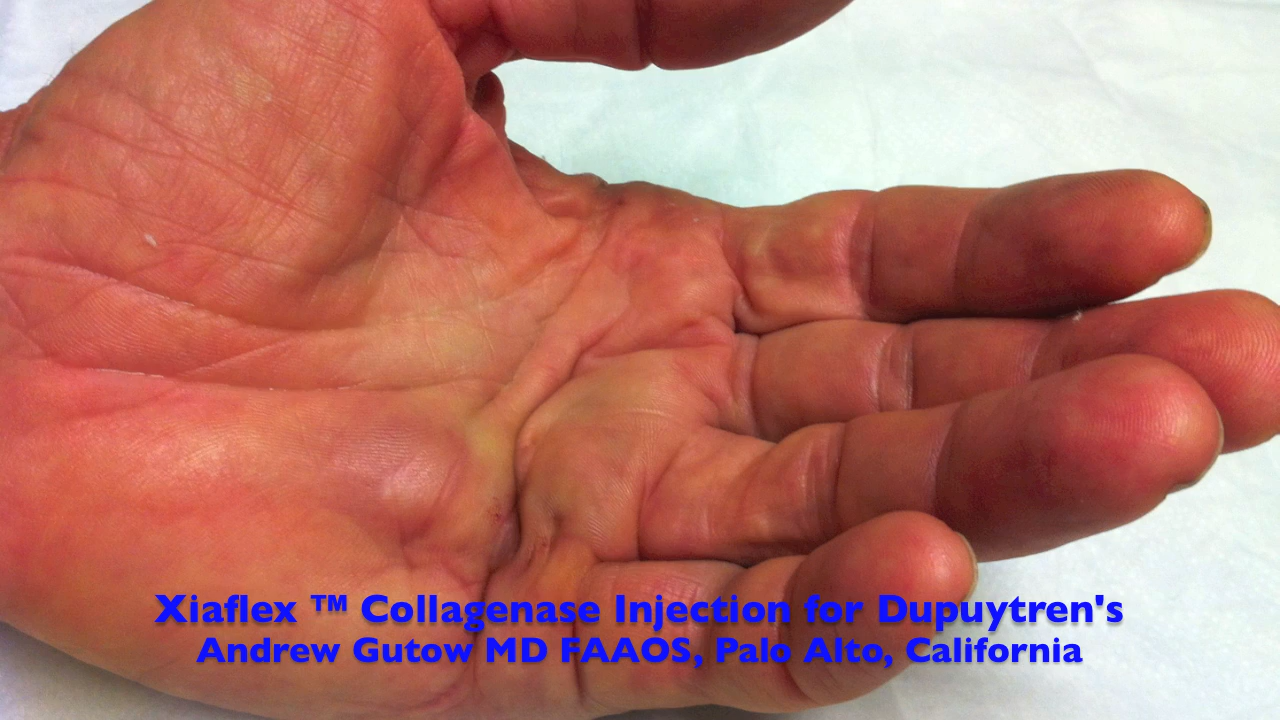 Xiaflex ™ Collagenase Injection for Dupuytren's
Andrew Gutow MD FAAOS, Palo Alto, California